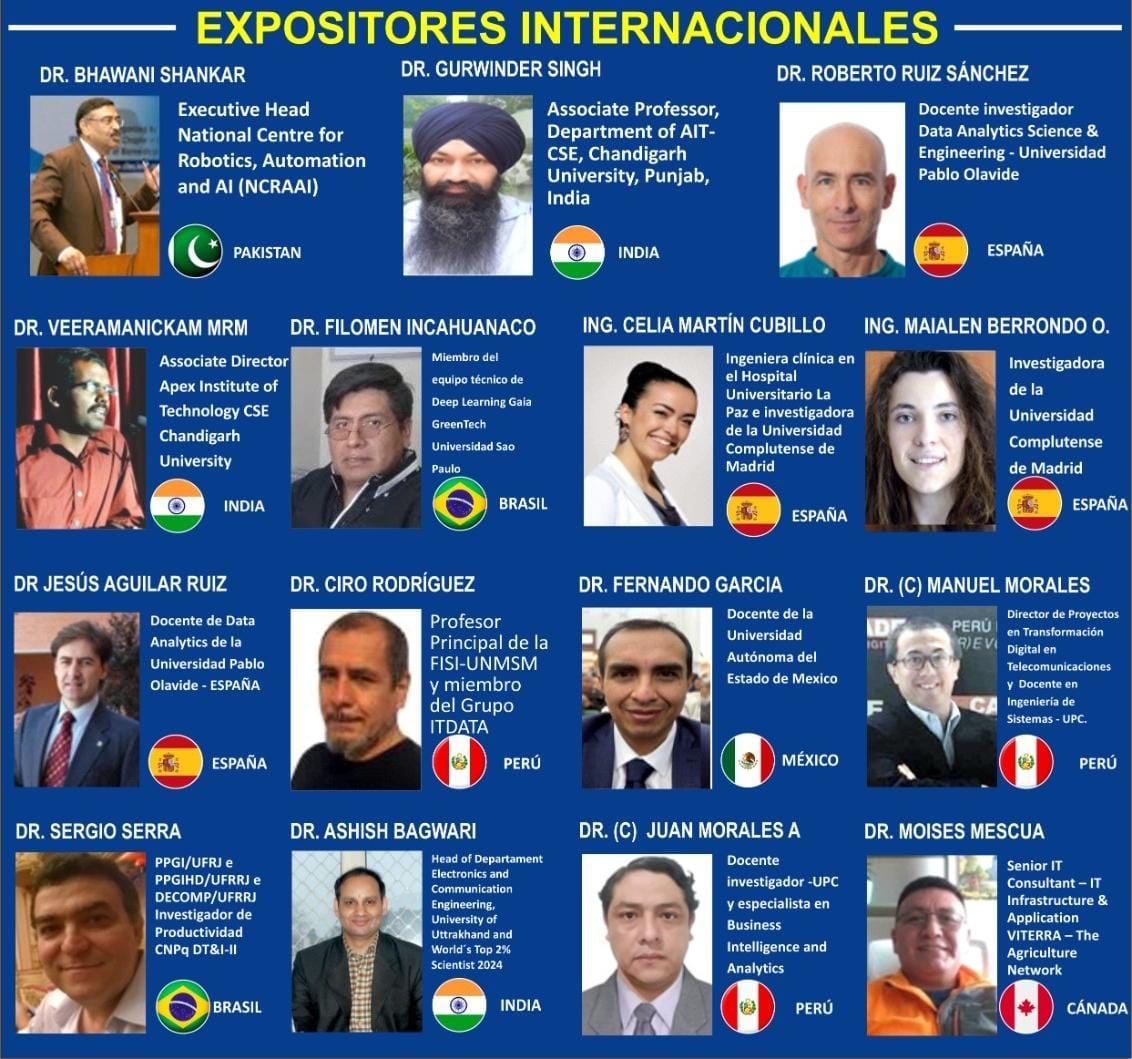 EXPOSITORES INTERNACIONALES
DR. BHAWANI SHANKAR
Executive Head
National Centre for
Robotics, Automation
and AI (NCRAAI)
PAKISTAN
DR. GURWINDER SINGH
Associate Professor,
Department of AIT-
CSE, Chandigarh
University, Punjab,
India
INDIA
DR. ROBERTO RUIZ SÁNCHEZ
Docente investigador
Data Analytics Science &
Engineering - Universidad
Pablo Olavide
ESPAÑA
DR. VEERAMANICKAM MRM
Associate Director
Apex Institute of
Technology CSE
Chandigarh
University
INDIA
DR. FILOMEN INCAHUANACO
Miembro del
equipo técnico de
Deep Learning Gaia
GreenTech
Universidad Sao
Paulo
BRASIL
ING. CELIA MARTÍN CUBILLO
Ingeniera clínica en
el Hospital
Universitario La
Paz e investigadora
de la Universidad
Complutense de
Madrid
ESPAÑA
ING. MAIALEN BERRONDO O.
Investigadora
de la
Universidad
Complutense
de Madrid
ESPAÑA
DR JESÚS AGUILAR RUIZ
Docente de Data
Analytics de la
Universidad Pablo
Olavide - ESPAÑA
ESPAÑA
DR. CIRO RODRÍGUEZ
Profesor
Principal de la
FISI-UNMSM
y miembro
del Grupo
ITDATA
PERÚ
DR. FERNANDO GARCIA
Docente de la
Universidad
Autónoma del
Estado de Mexico
MÉXICO
DR. (C) MANUEL MORALES
PERÚ
Director de Proyectos
en Transformación
Digital en
Telecomunicaciones
y Docente en
Ingeniería de
Sistemas - UPC.
PERÚ
DR. SERGIO SERRA
PPGI/UFRJ e
PPGIHD/UFRRJ e
DECOMP/UFRRJ
Investigador de
Productividad
CNPq DT&I-II
BRASIL
DR. ASHISH BAGWARI
Head of Departament
Electronics and
Communication
Engineering,
University of
Uttrakhand and
World´s Top 2%
Scientist 2024
INDIA
DR. (C) JUAN MORALES A
Docente
investigador -UPC
y especialista en
Business
Intelligence and
Analytics
PERÚ
DR. MOISES MESCUA
Senior IT
Consultant – IT
Infrastructure &
Application
VITERRA – The
Agriculture
Network
CÁNADA